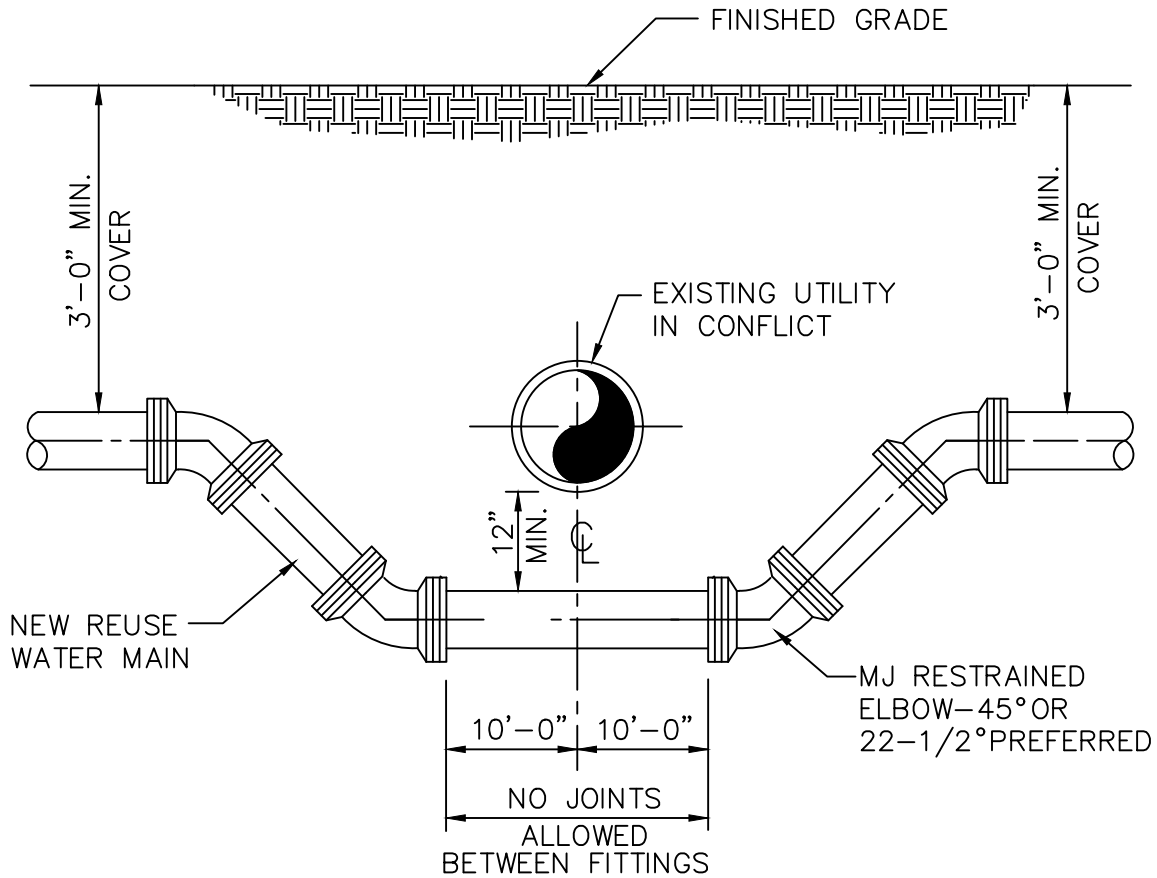 FINISHED GRADE
3'-0" MIN.
COVER
3'-0" MIN.
COVER
EXISTING UTILITY
IN CONFLICT
12"
MIN.
CL
NEW REUSE
WATER MAIN
MJ RESTRAINED
ELBOW-45°OR
22-1/2°PREFERRED
10'-0"
10'-0"
NO JOINTS
ALLOWED
BETWEEN FITTINGS